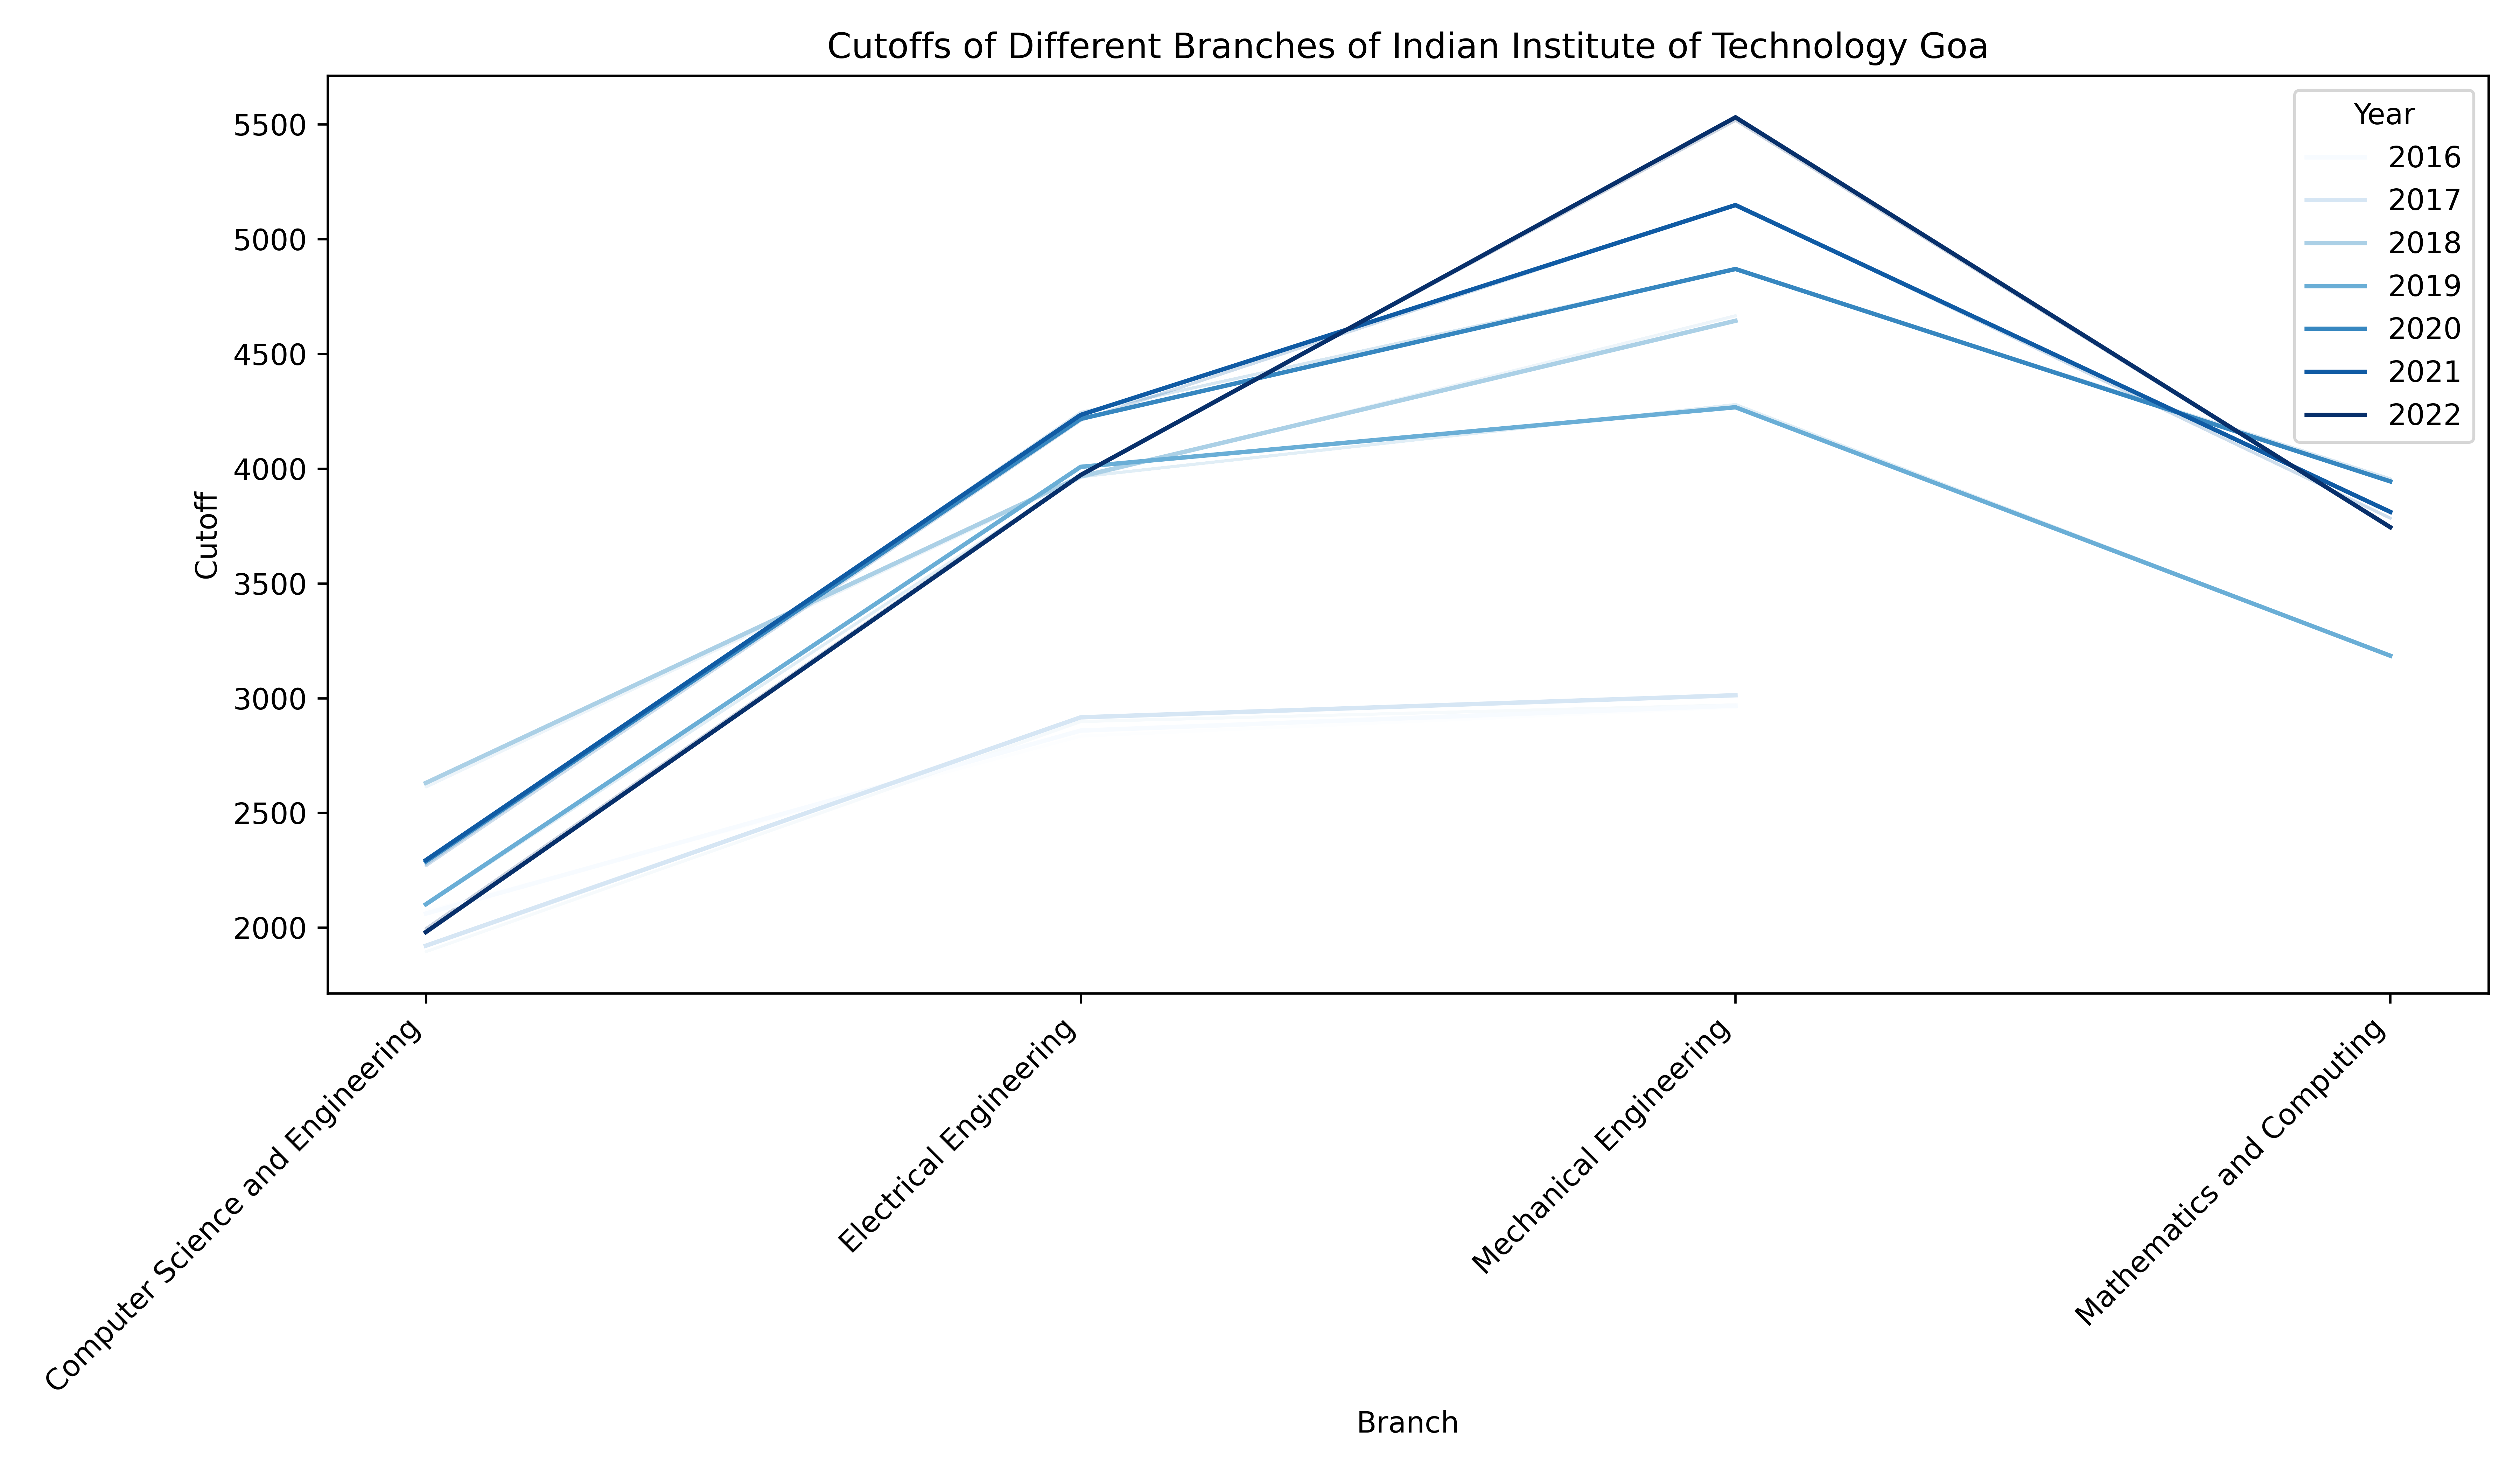 Cutoffs of Different Branches of Indian Institute of Technology Goa
Year
2016
2017
2018
2019
2020
2021
2022
5500
5000
4500
4000
3500
3000
2500
2000
Cutoff
Computer Science and Engineering
Electrical Engineering
Mechanical Engineering
Mathematics and Computing
Branch